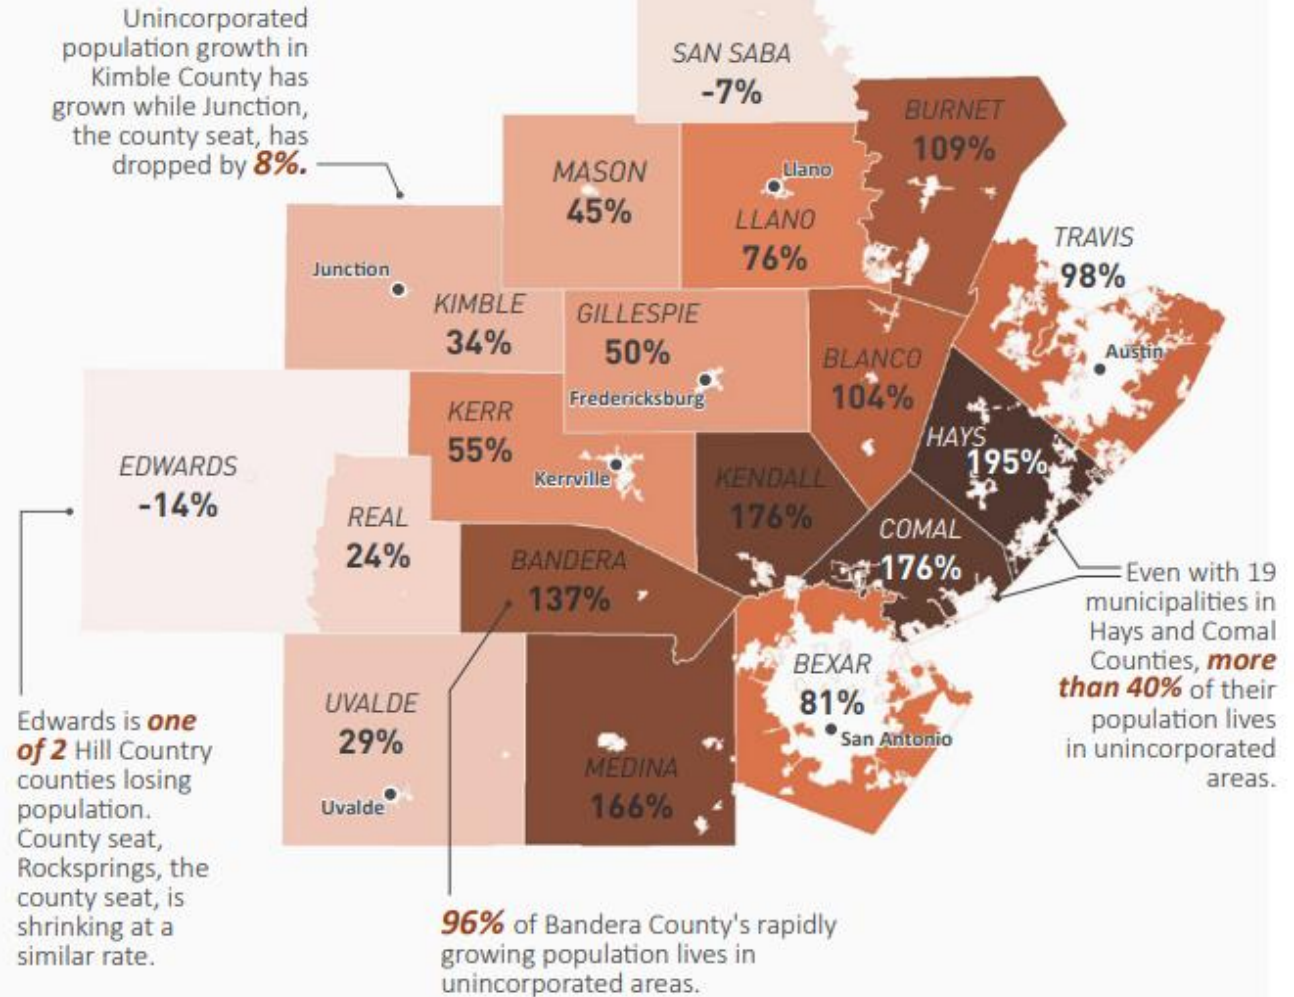 Unincorporated
population growth in
Kimble County has
grown while Junction,
the county seat, has
dropped by 8%.
SAN SABA
-7%
BURNET
109%
MASON
45%
Llano
LLANO
76%
TRAVIS
98%
Austin
Junction
KIMBLE
34%
GILLESPIE
50%
Fredericksburg
BLANCO
104%
HAYS
195%
KERR
55%
Kerrville
KENDALL
176%
COMAL
176%
EDWARDS
-14%
REAL
24%
BANDERA
137%
Even with 19
municipalities in
Hays and Comal
Counties, more
than 40% of their
population lives
in unincorporated
areas.
BEXAR
81%
San Antonio
UVALDE
29%
Uvalde
MEDINA
166%
Edwards is one
of 2 Hill Country
counties losing
population.
County seat,
Rocksprings, the
county seat, is
shrinking at a
similar rate.
96% of Bandera County's rapidly
growing population lives in
unincorporated areas.